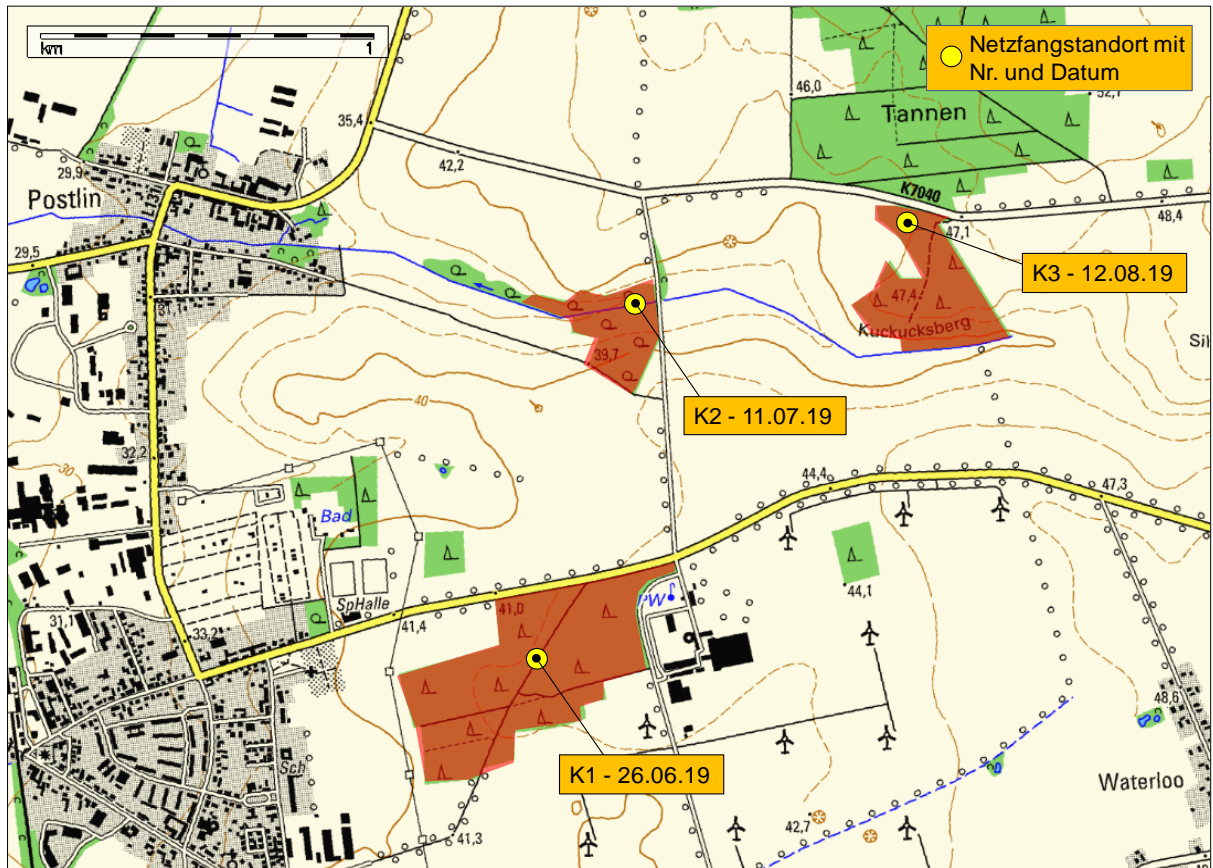 km 1
Netzfangstandort mit
Nr. und Datum
46,0
52,7
Tannen
35,4
42,2
29,9
Postlin
K7040
48,4
47,1
29,5
K3 - 12.08.19
47,4
31,1
Kuckucksberg
39,7
K2 - 11.07.19
40
32,2
30
44,4
47,3
Bad
41,0
PW
SpHalle
44,1
31,1
41,4
33,2
48,6
Sch
K1 - 26.06.19
Waterloo
42,7
41,3